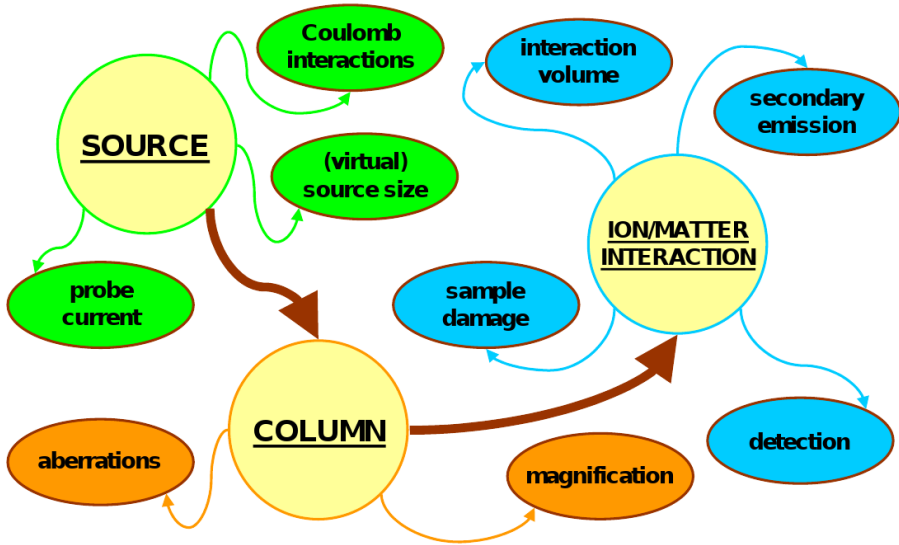 Coulomb
interactions
SOURCE
(virtual)
source size
probe
current
interaction
volume
secondary
emission
ION/MATTER
INTERACTION
sample
damage
detection
COLUMN
aberrations
magnification